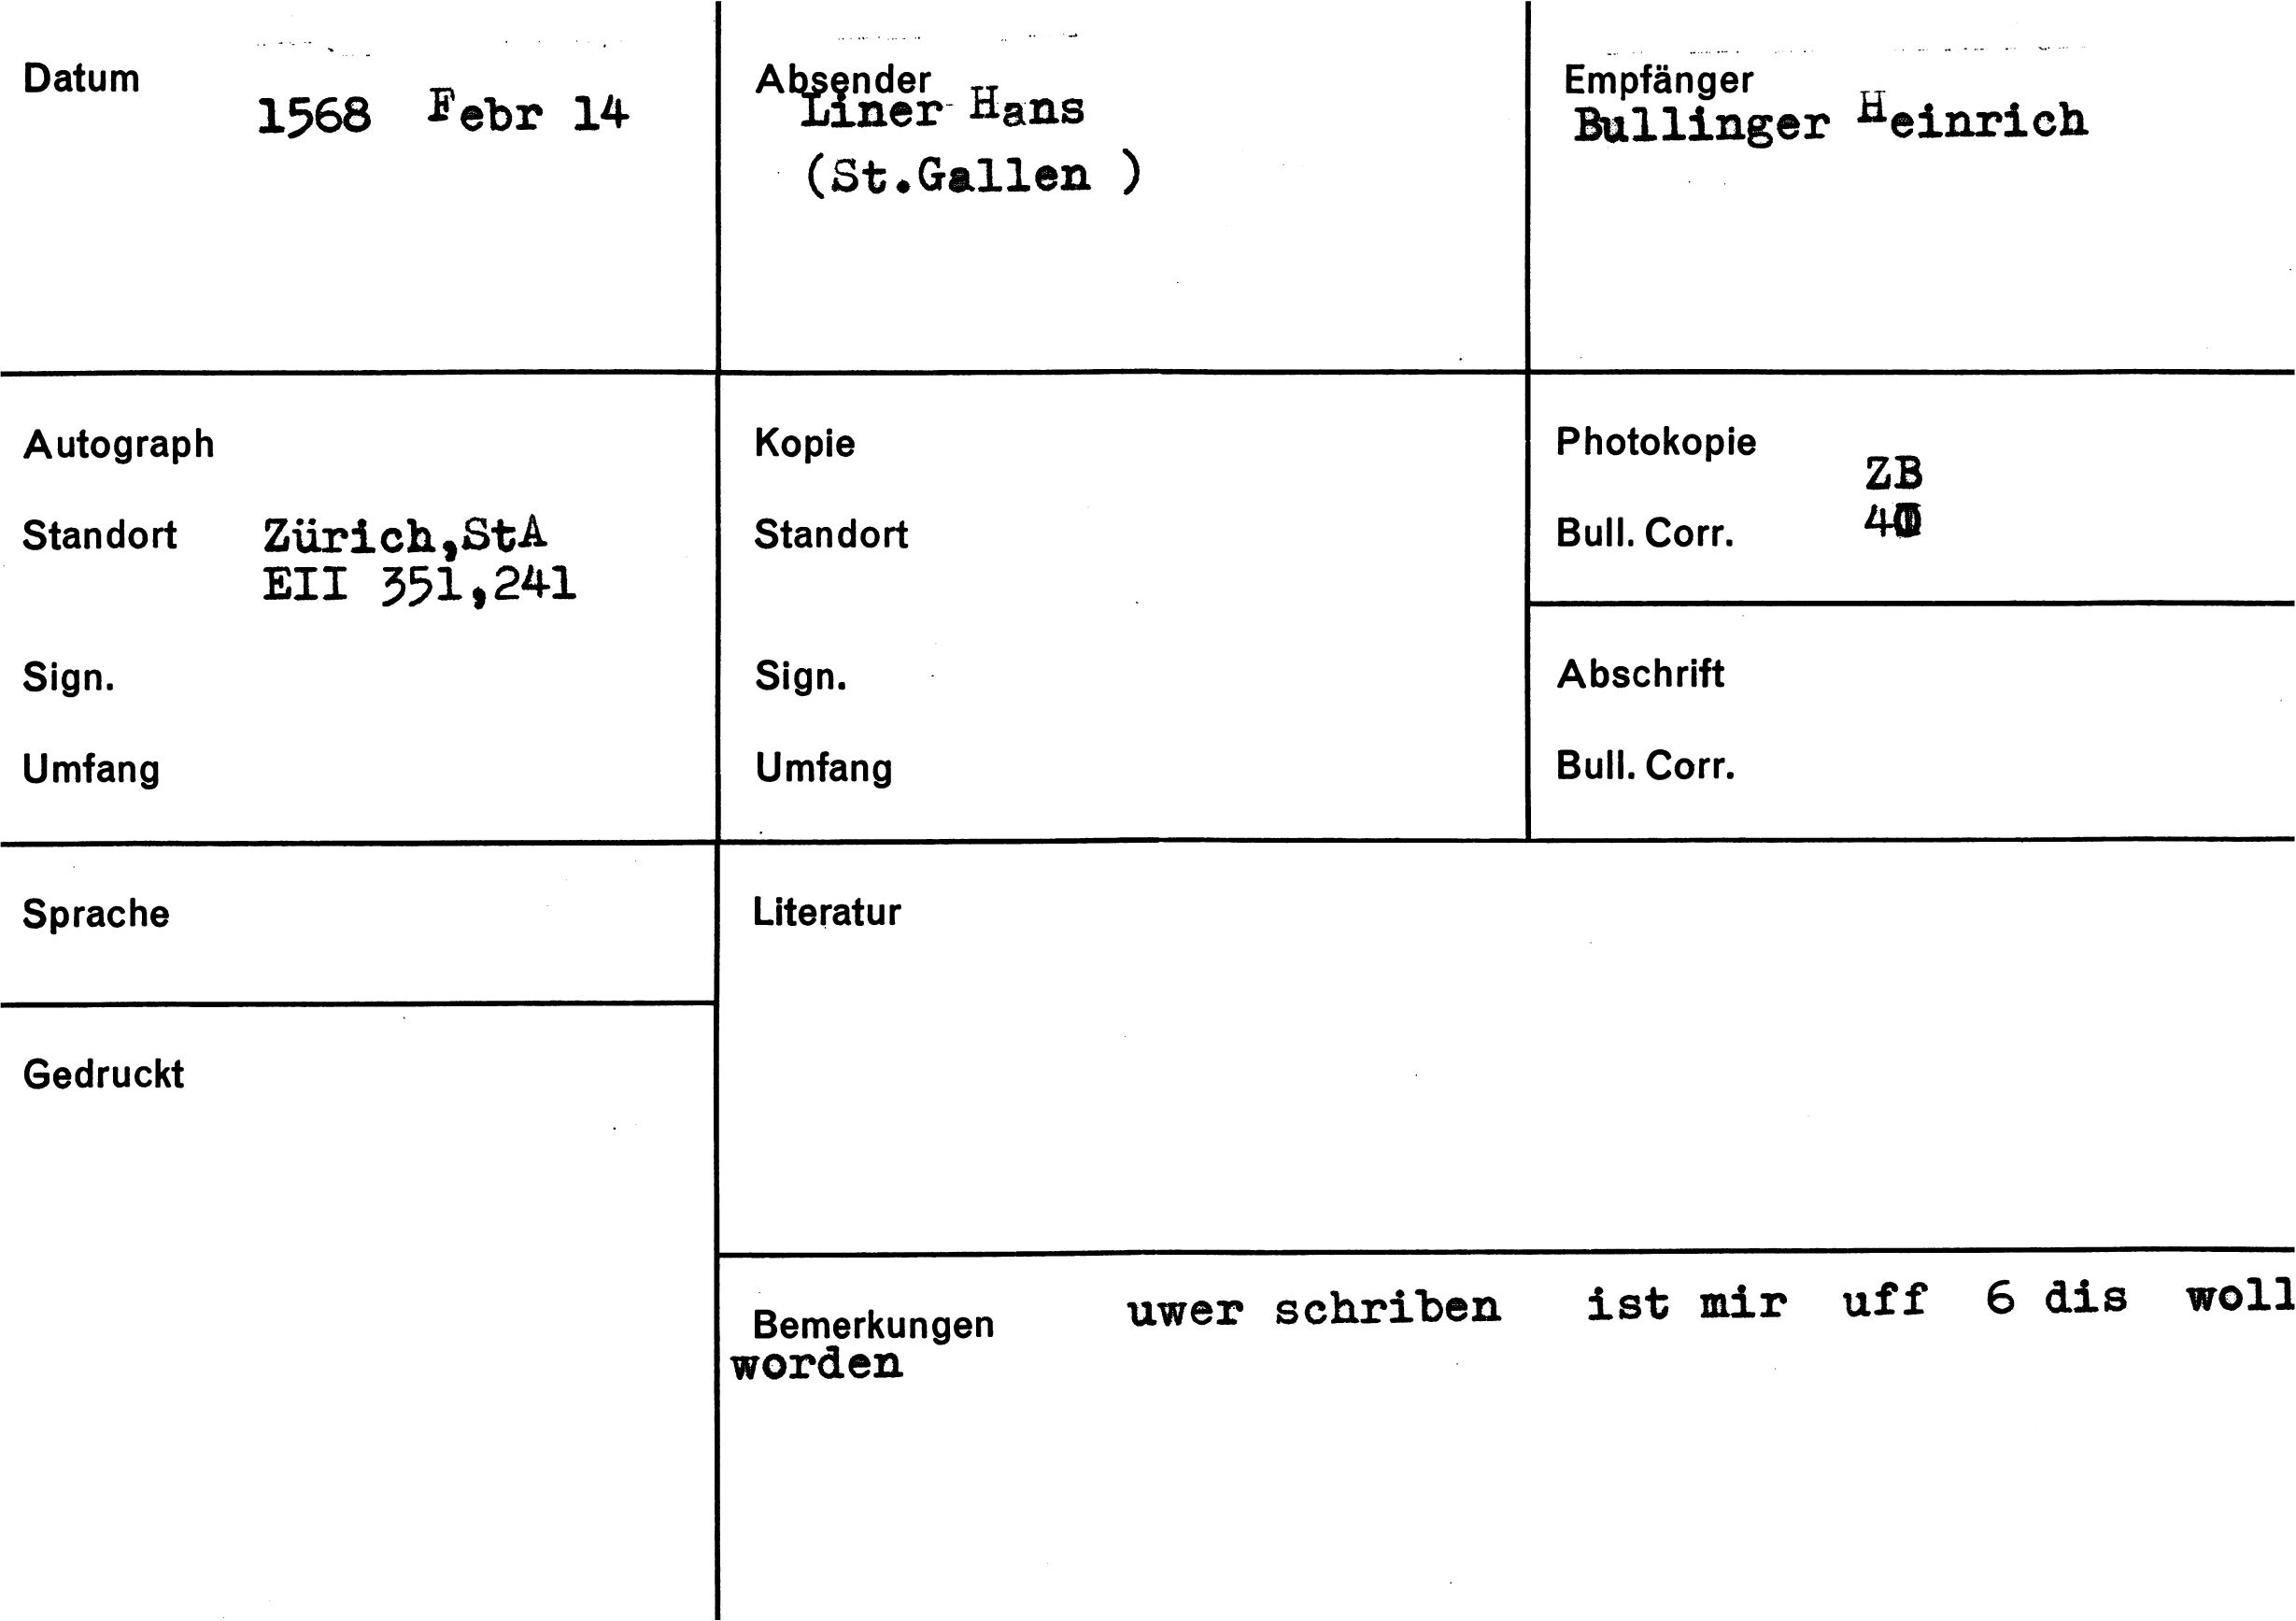 Datum
1568 Febr 14
Absender
Liner Hans
(St.Gallen )
Empfänger
Bullinger Heinrich
Autograph
Standort Zürich,StA
EII 351,241
Sign.
Umfang
Kopie
Standort
Sign.
Umfang
Photokopie
ZB
Bull. Corr.
Abschrift
Bull. Corr.
Sprache
Literatur
Gedruckt
Bemerkungen uwer schriben ist mir uff 6 dis woll
worden